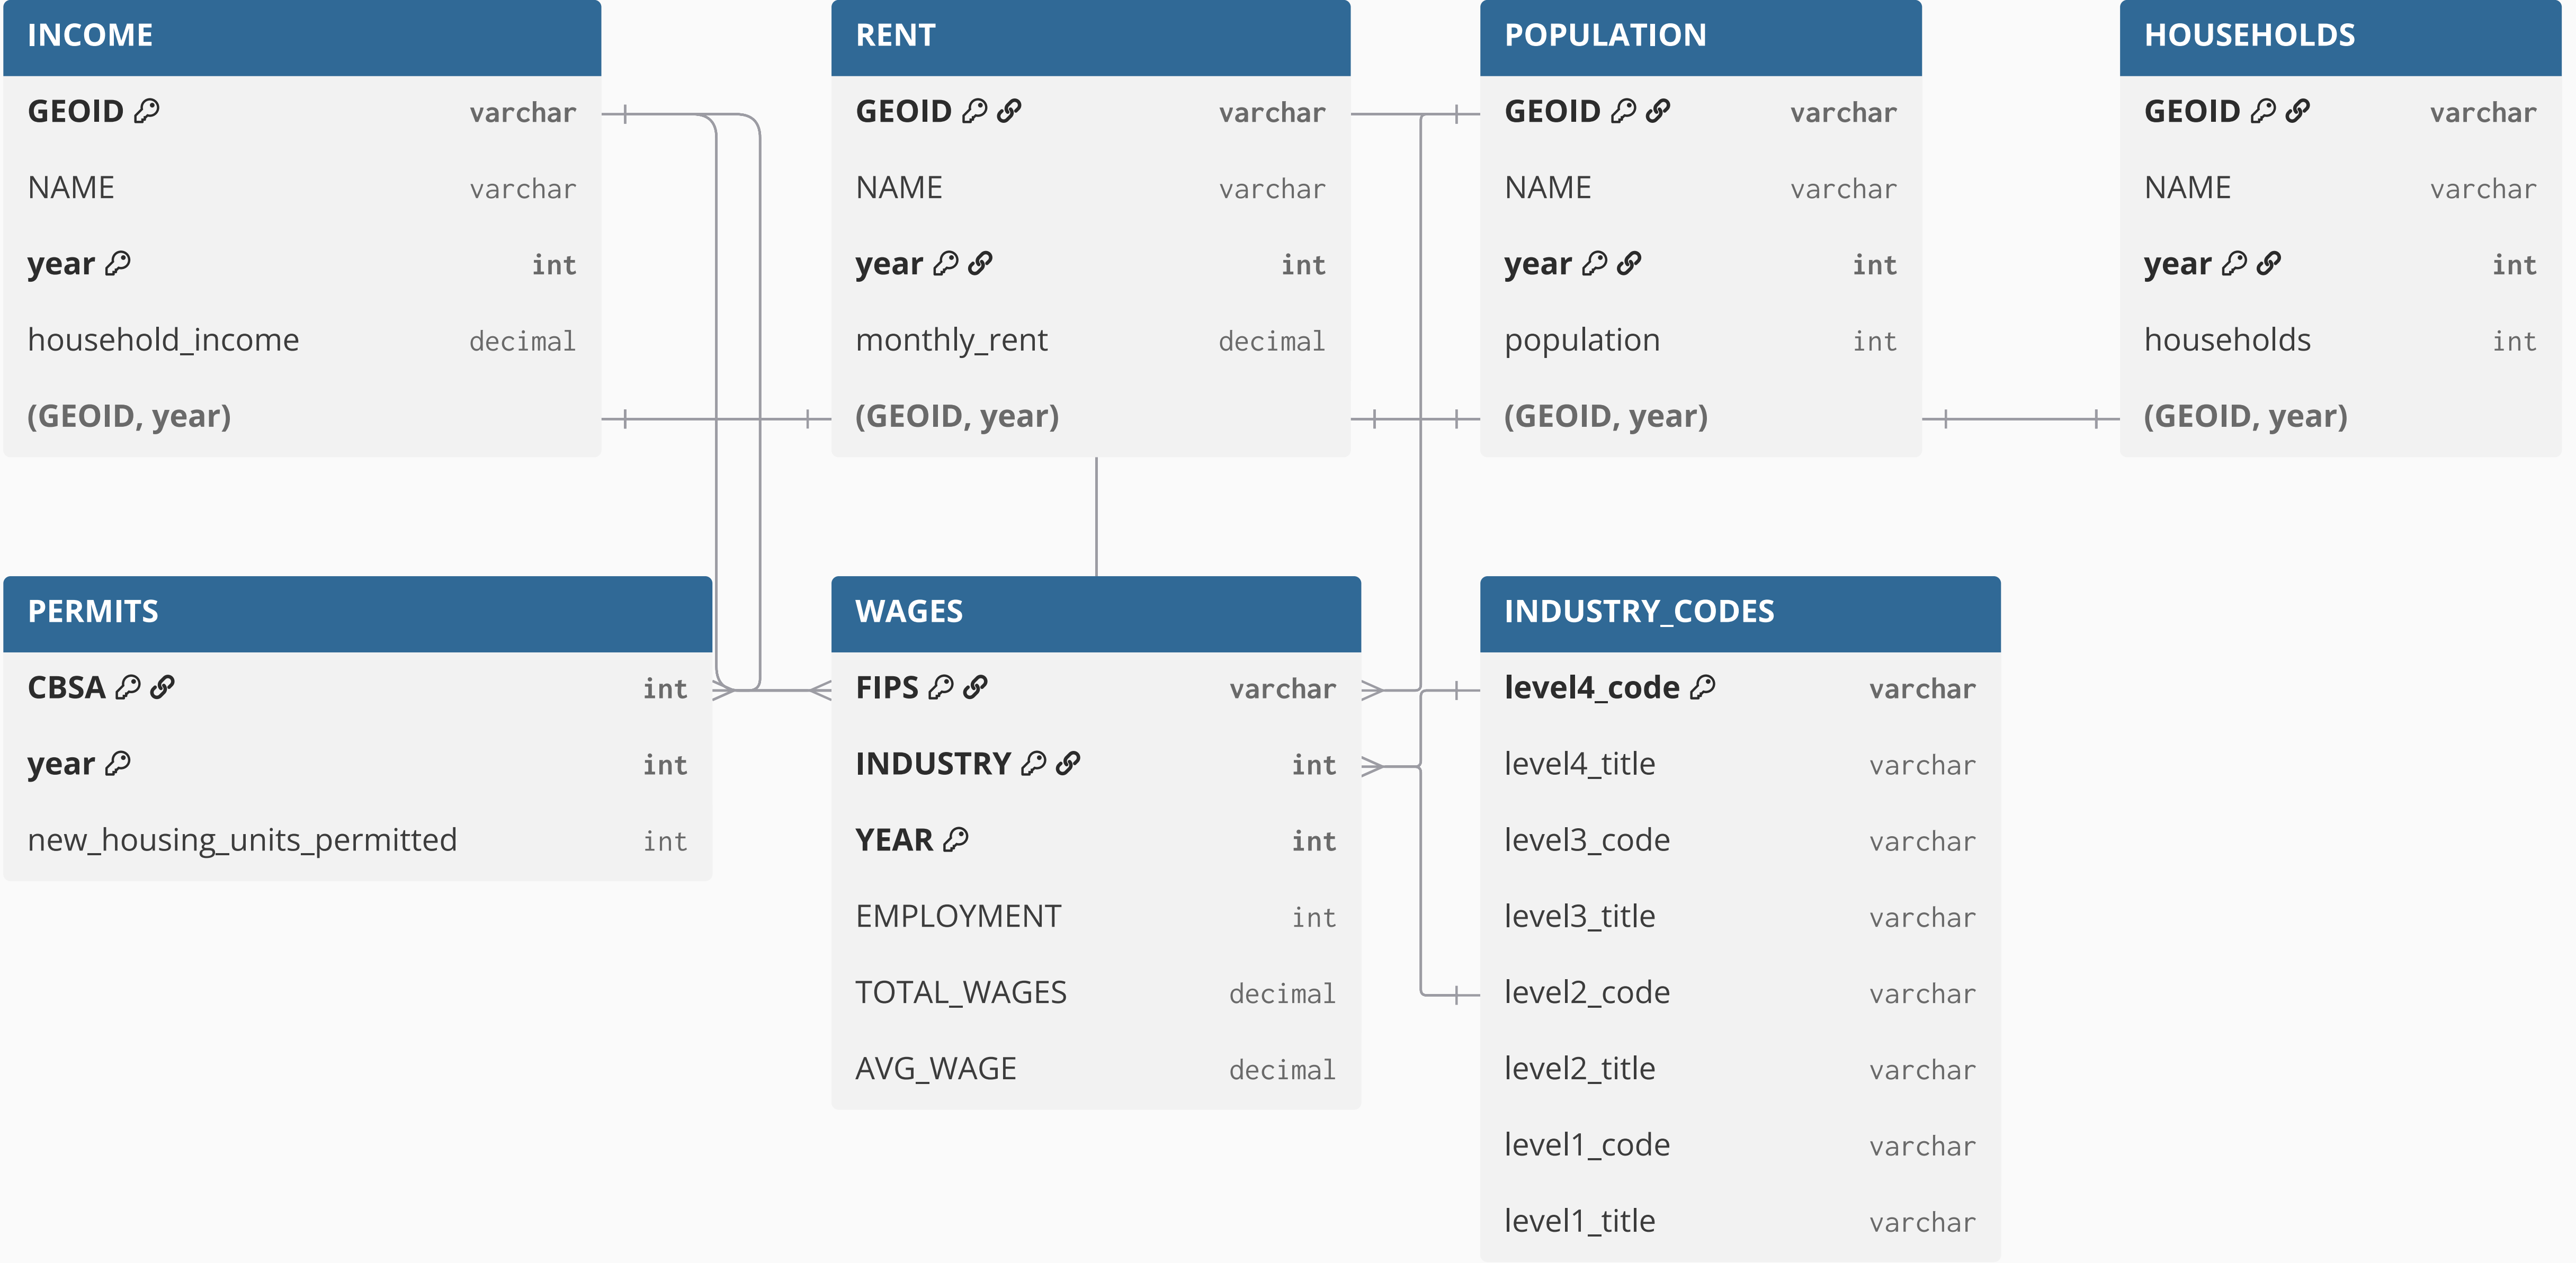 INCOME
GEOID varchar
NAME varchar
year int
household_income decimal
(GEOID, year)
RENT
GEOID varchar
NAME varchar
year int
monthly_rent decimal
(GEOID, year)
POPULATION
GEOID varchar
NAME varchar
year int
population int
(GEOID, year)
HOUSEHOLDS
GEOID varchar
NAME varchar
year int
households int
(GEOID, year)
PERMITS
CBSA int
year int
new_housing_units_permitted int
WAGES
FIPS varchar
INDUSTRY int
YEAR int
EMPLOYMENT int
TOTAL_WAGES decimal
AVG_WAGE decimal
INDUSTRY_CODES
level4_code varchar
level4_title varchar
level3_code varchar
level3_title varchar
level2_code varchar
level2_title varchar
level1_code varchar
level1_title varchar